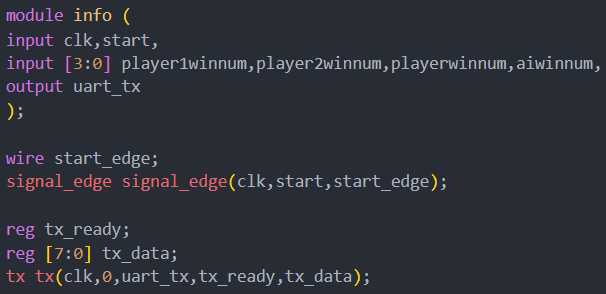 module info (
input clk,start,
input [3:0] player1winnum,player2winnum,playerwinnum,aiwinnum,
output uart_tx
);
wire start_edge;
signal_edge signal_edge(clk,start,start_edge);
reg tx_ready;
reg [7:0] tx_data;
tx tx(clk,0,uart_tx,tx_ready,tx_data);